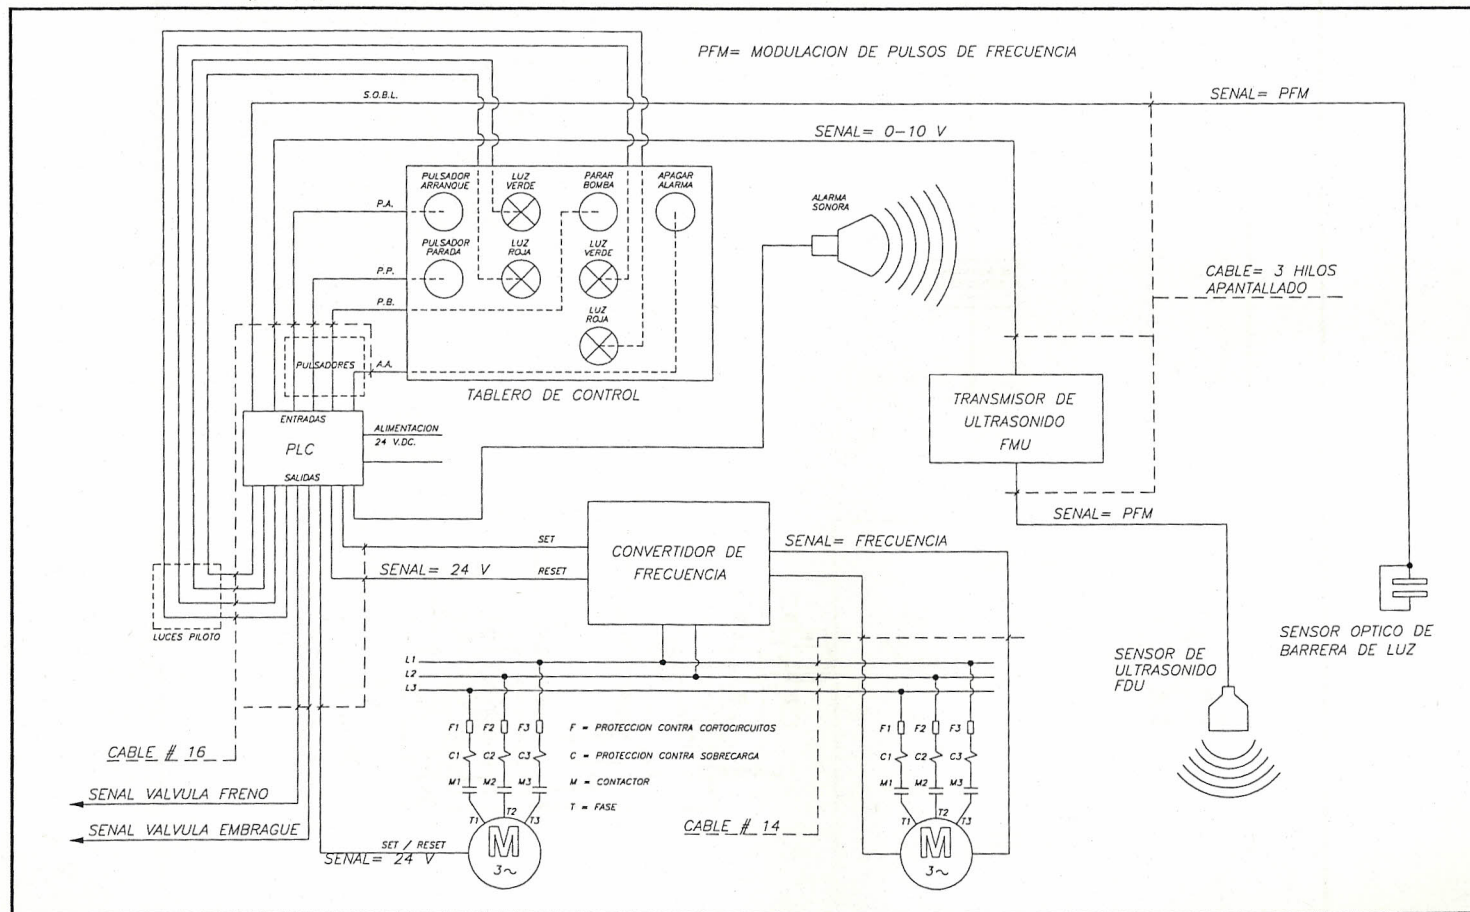 PFM= MODULACION DE PULSOS DE FRECUENCIA
S.O.B.L.
SENAL= PFM
SENAL= 0-10 V
PULSADOR
ARRANQUE
LUZ
VERDE
PARAR
BOMBA
APAGAR
ALARMA
ALARMA
SONORA
P.A.
PULSADOR
PARADA
LUZ
ROJA
LUZ
VERDE
P.P.
P.B.
LUZ
ROJA
CABLE= 3 HILOS
APANTALLADO
PULSADORES
A.A.
TABLERO DE CONTROL
TRANSMISOR DE
ULTRASONIDO
FMU
ENTRADAS
PLC
SALIDAS
ALIMENTACION
24 V.DC.
SENAL= PFM
SET
SENAL= 24 V
RESET
CONVERTIDOR DE
FRECUENCIA
SENAL= FRECUENCIA
LUCES PILOTO
SENSOR OPTICO DE
BARRERA DE LUZ
SENSOR DE
ULTRASONIDO
FDU
L1
L2
L3
F1 F2 F3
F = PROTECCION CONTRA CORTOCIRCUITOS
F1 F2 F3
C1 C2 C3
C = PROTECCION CONTRA SOBRECARGA
C1 C2 C3
M1 M2 M3
M = CONTACTOR
M1 M2 M3
T = FASE
T1 T2 T3
T1 T2 T3
CABLE # 16
CABLE # 14
SENAL VALVULA FRENO
SENAL VALVULA EMBRAGUE
SET / RESET
SENAL= 24 V
M
3~
M
3~